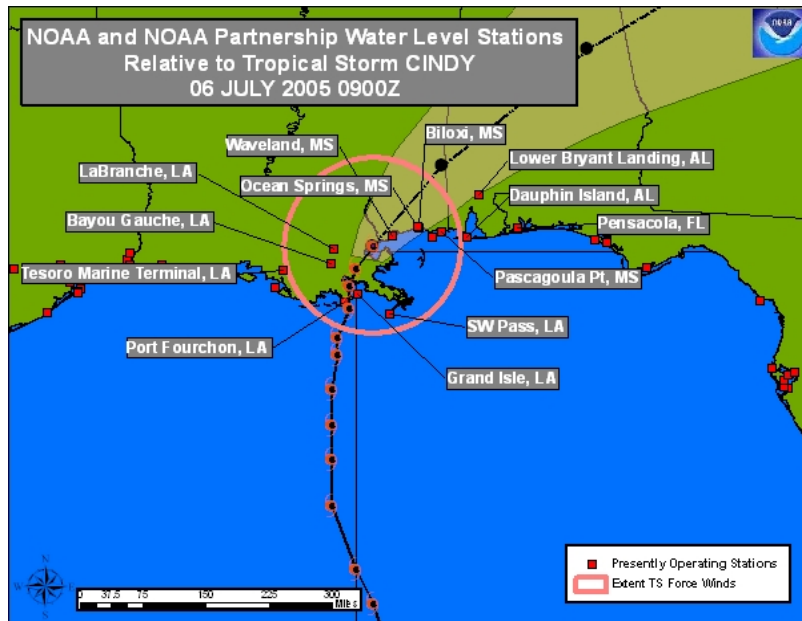 NOAA and NOAA Partnership Water Level Stations
Relative to Tropical Storm CINDY
06 JULY 2005 0900Z
noaa
Biloxi, MS
Waveland, MS
Lower Bryant Landing, AL
LaBranche, LA
Ocean Springs, MS
Dauphin Island, AL
Bayou Gauche, LA
Pensacola, FL
Tesoro Marine Terminal, LA
Pascagoula Pt, MS
SW Pass, LA
Port Fourchon, LA
Grand Isle, LA
N
W E
S
0 37.5 75 150 225 300
Miles
Presently Operating Stations
Extent TS Force Winds